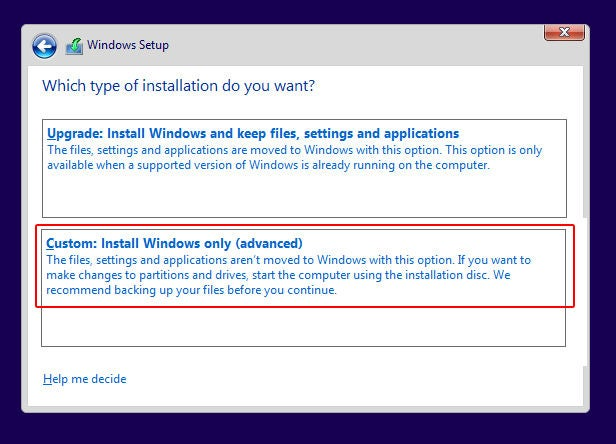 Windows Setup
Which type of installation do you want?
Upgrade: Install Windows and keep files, settings and applications
The files, settings and applications are moved to Windows with this option. This option is only
available when a supported version of Windows is already running on the computer.
Custom: Install Windows only (advanced)
The files, settings and applications aren't moved to Windows with this option. If you want to
make changes to partitions and drives, start the computer using the installation disc. We
recommend backing up your files before you continue.
Help me decide